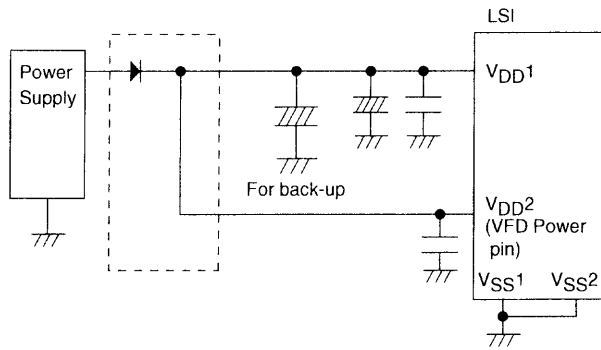 LSI
Power
Supply
VDD1
For back-up
VDD2
(VFD Power
pin)
VSS1 VSS2